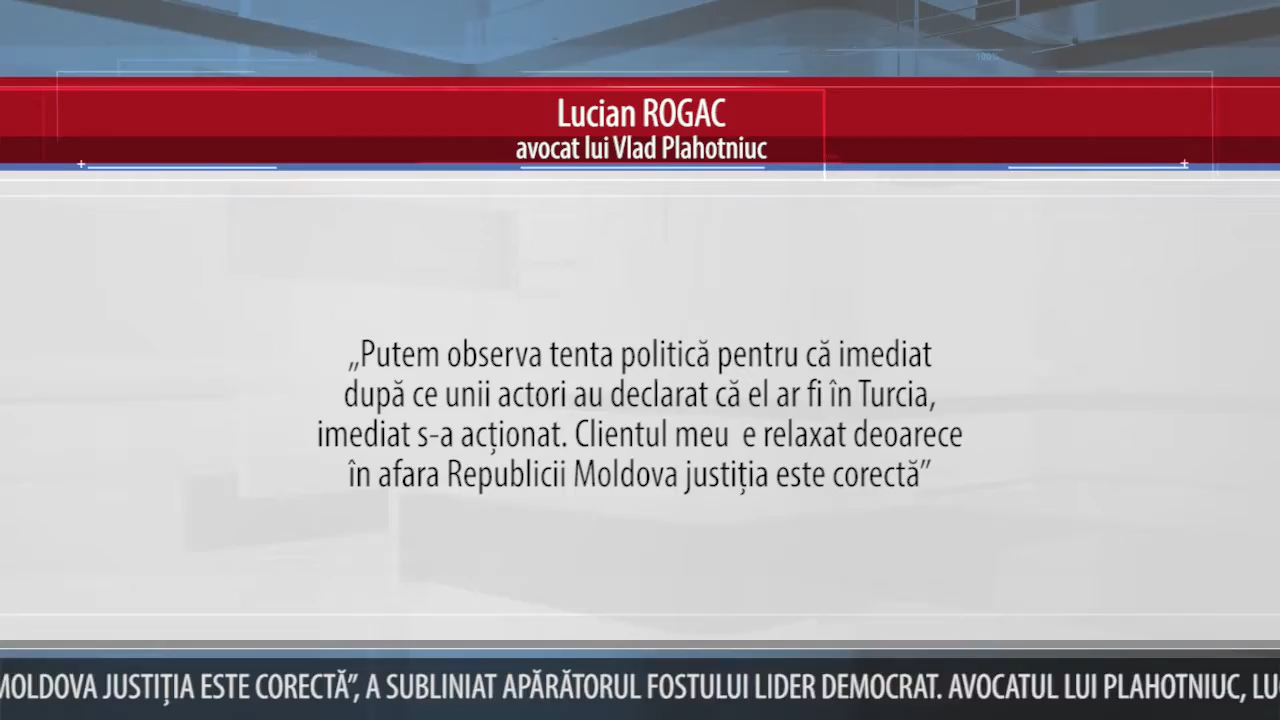 Lucian ROGAC
avocat lui Vlad Plahotniuc
„Putem observa tenta politică pentru că imediat
după ce unii actori au declarat că el ar fi în Turcia,
imediat s-a acționat. Clientul meu e relaxat deoarece
în afara Republicii Moldova justiția este corectă”
MOLDOVA JUSTIȚIA ESTE CORECTĂ”, A SUBLINIAT APĂRĂTORUL FOSTULUI LIDER DEMOCRAT. AVOCATUL LUI PLAHOTNIUC,